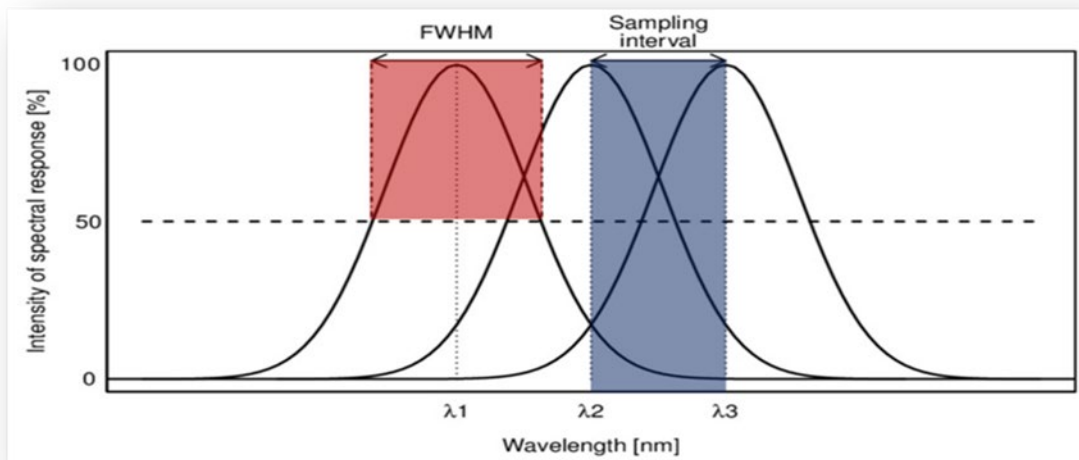 FWHM
Sampling
interval
Intensity of spectral response [%]
100
50
0
λ1 λ2 λ3
Wavelength [nm]